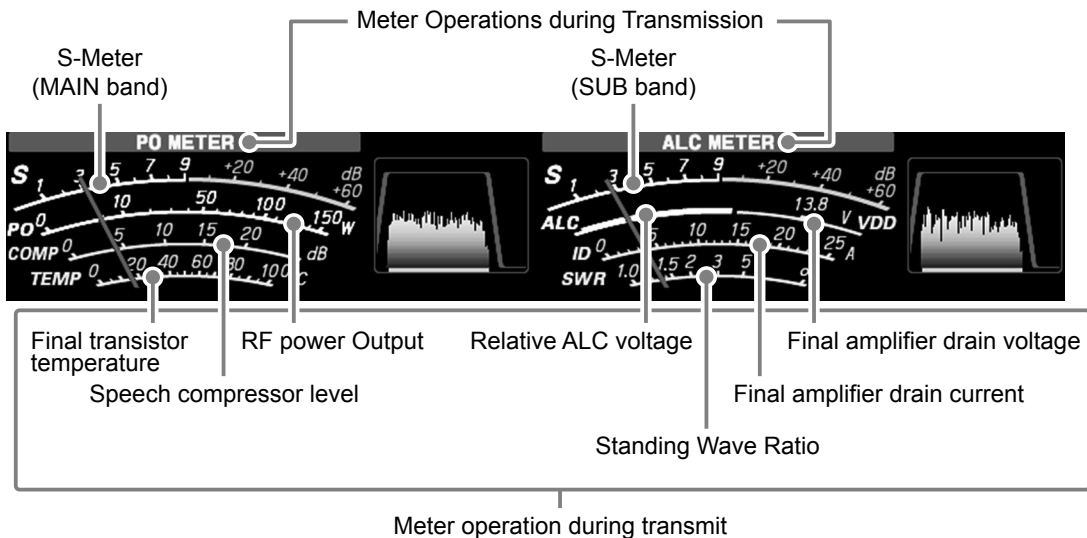 Meter Operations during Transmission
S-Meter
(MAIN band)
S-Meter
(SUB band)
PO METER
S 1 3 5 7 9 +20 +40 dB +60
PO 0 10 50 100 150 W
COMP 0 5 10 15 20 dB
TEMP 0 20 40 60 80 100 °C
ALC METER
S 1 3 5 7 9 +20 +40 dB +60
ALC 13.8 V VDD
ID 0 5 10 15 20 25 A
SWR 1.0 1.5 2 3 5 ∞
Final transistor
temperature
RF power Output
Relative ALC voltage
Final amplifier drain voltage
Speech compressor level
Final amplifier drain current
Standing Wave Ratio
Meter operation during transmit